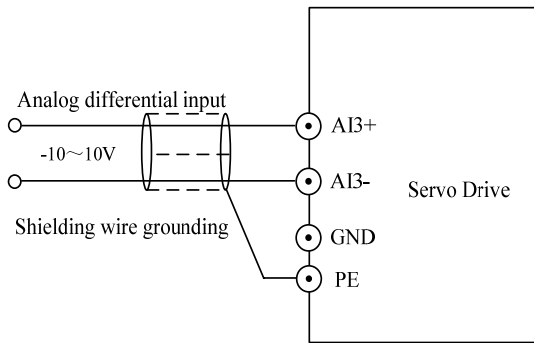 Analog differential input
AI3+
-10～10V
AI3-
Servo Drive
Shielding wire grounding
GND
PE